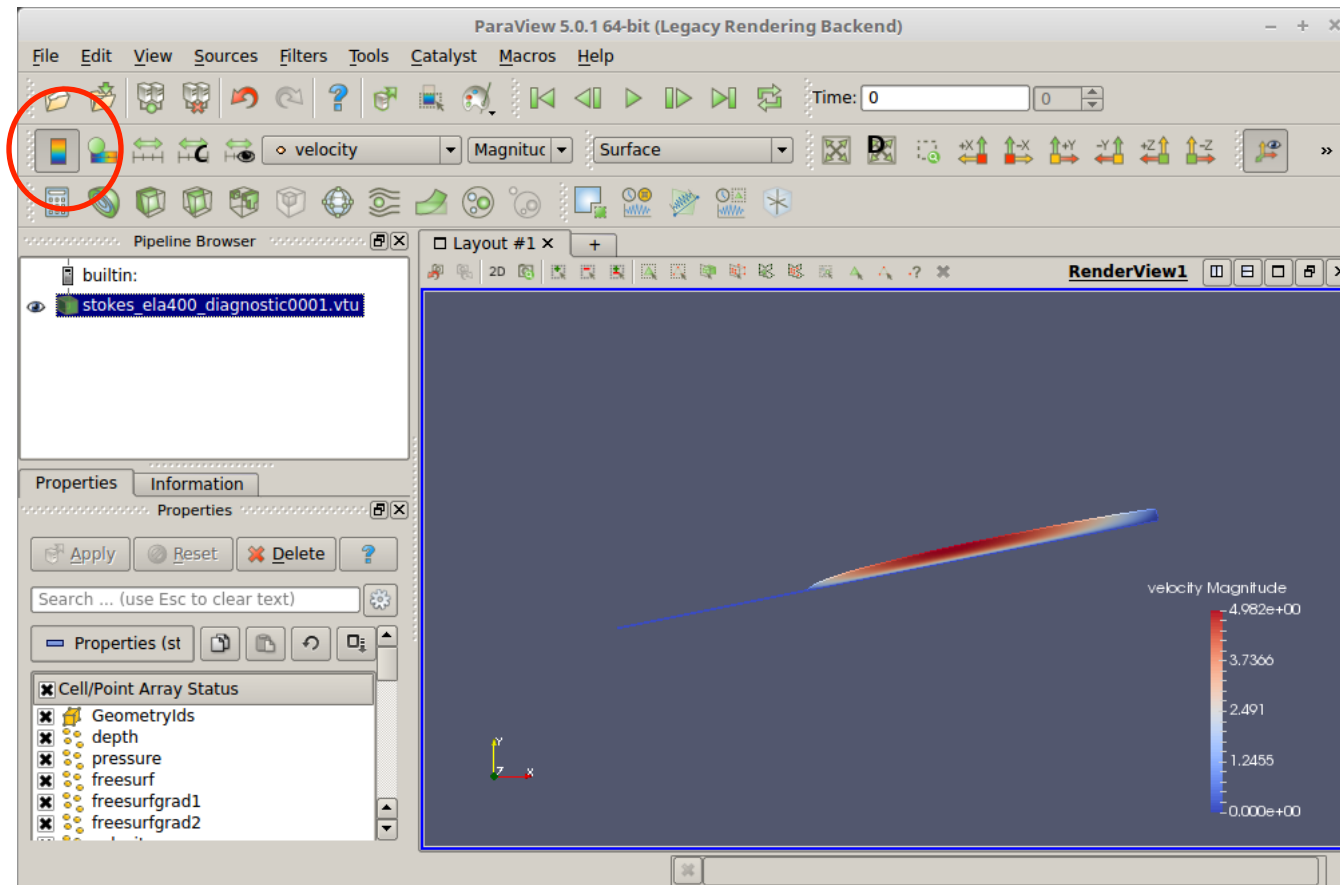 ParaView 5.0.1 64-bit (Legacy Rendering Backend)
File Edit View Sources Filters Tools Catalyst Macros Help
Time: 0 0
C velocity Magnituc Surface D +X -X +Y -Y +Z -Z »
Pipeline Browser
Layout #1 +
builtin:
2D RenderView1
stokes_ela400_diagnostic0001.vtu
Properties Information
Properties
Apply Reset Delete ?
Search ... (use Esc to clear text)
Properties (st
Cell/Point Array Status
GeometryIds
depth
pressure
freesurf
freesurfgrad1
freesurfgrad2
velocity Magnitude
4.982e+00
3.7366
2.491
1.2455
0.000e+00
Y
Z X